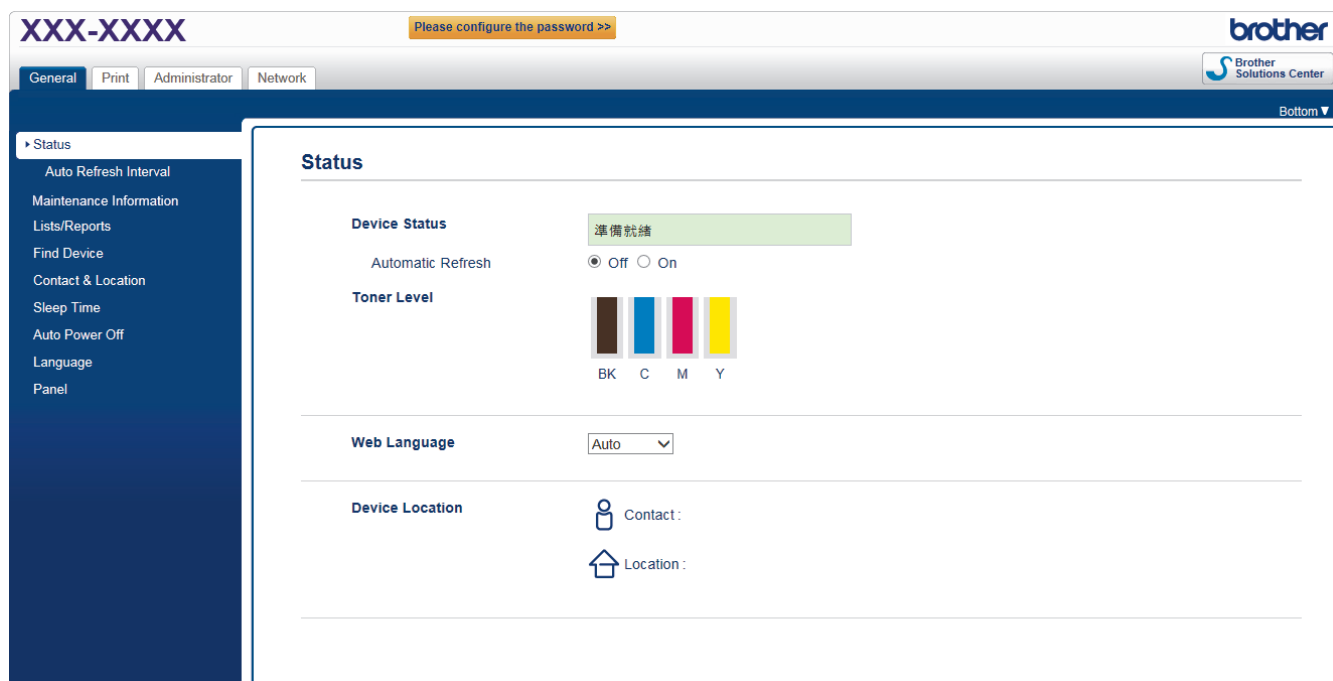 XXX-XXXX
Please configure the password >>
brother
General Print Administrator Network
Brother
Solutions Center
Bottom▼
Status
Auto Refresh Interval
Maintenance Information
Lists/Reports
Find Device
Contact & Location
Sleep Time
Auto Power Off
Language
Panel
Status
Device Status 準備就緒
Automatic Refresh Off On
Toner Level
BK C M Y
Web Language Auto
Device Location Contact :
Location :